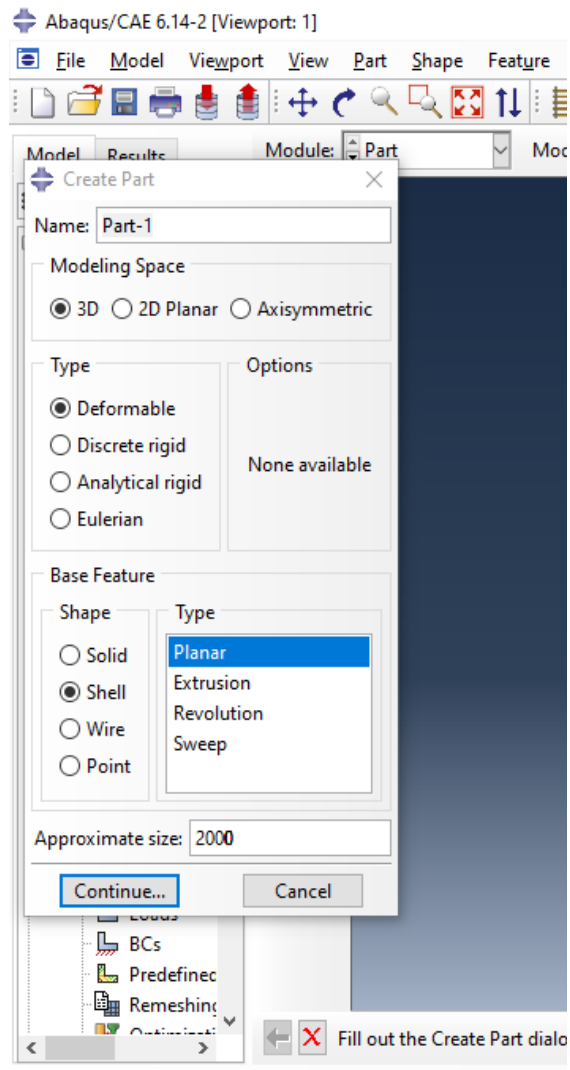 Abaqus/CAE 6.14-2 [Viewport: 1]
File Model Viewport View Part Shape Feature
Model Results Module: Part
Create Part
Name: Part-1
Modeling Space
3D 2D Planar Axisymmetric
Type Options
Deformable
Discrete rigid
None available
Analytical rigid
Eulerian
Base Feature
Shape Type
Solid Planar
Extrusion
Shell
Revolution
Wire
Sweep
Point
Approximate size: 2000
Continue... Cancel
Loads
BCs
Predefined
Remeshing
Fill out the Create Part dialo